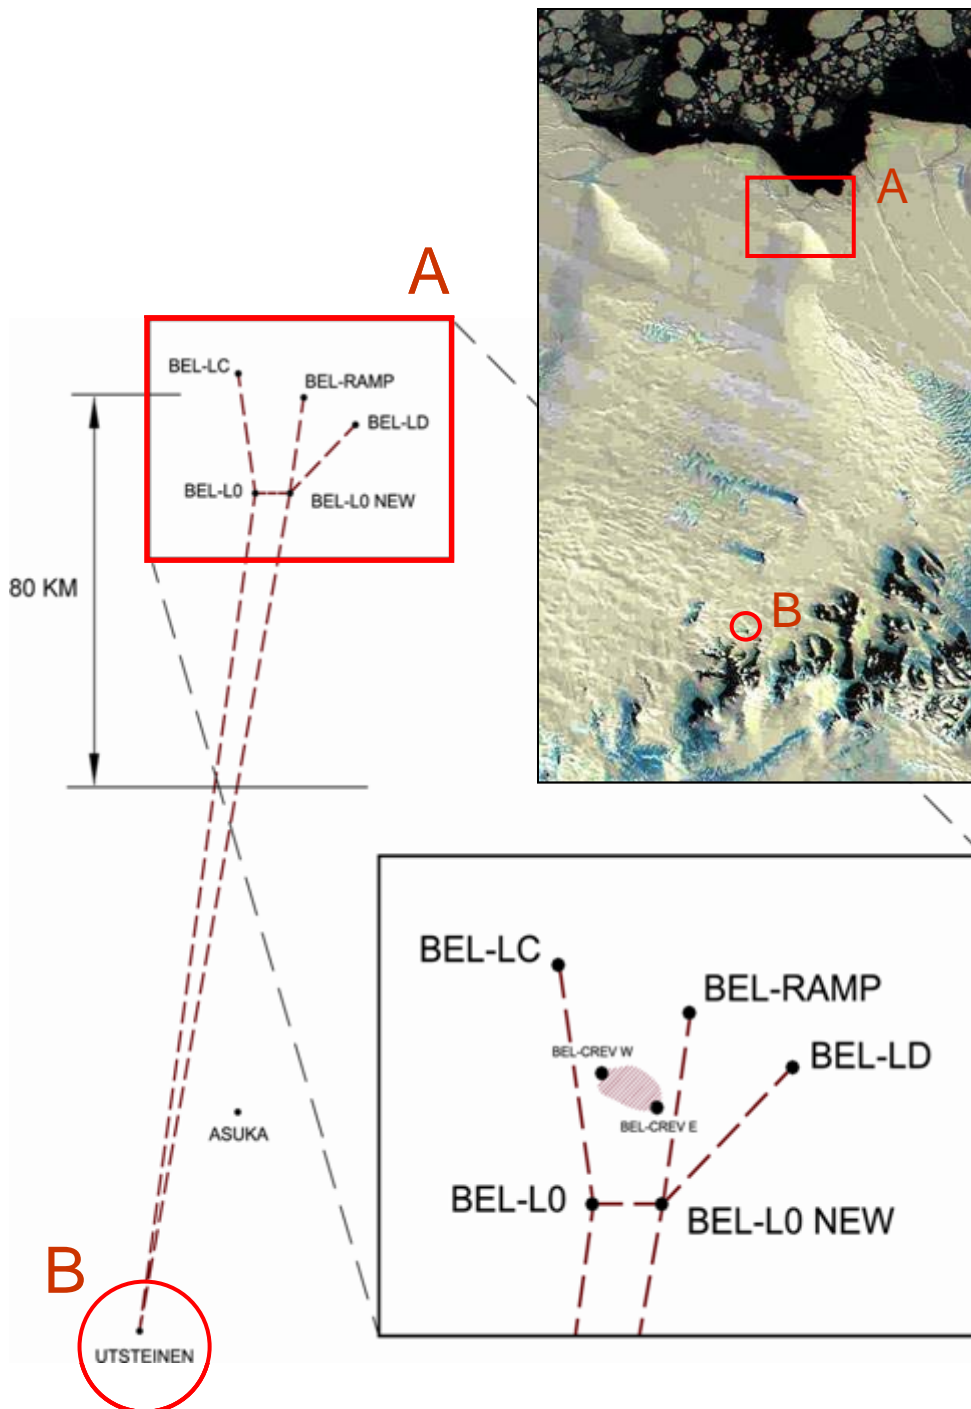 A
A
BEL-LC
BEL-RAMP
BEL-LD
BEL-L0
BEL-L0 NEW
80 KM
B
BEL-LC
BEL-RAMP
BEL-CREV W
BEL-LD
BEL-CREV E
BEL-L0
BEL-L0 NEW
ASUKA
B
UTSTEINEN